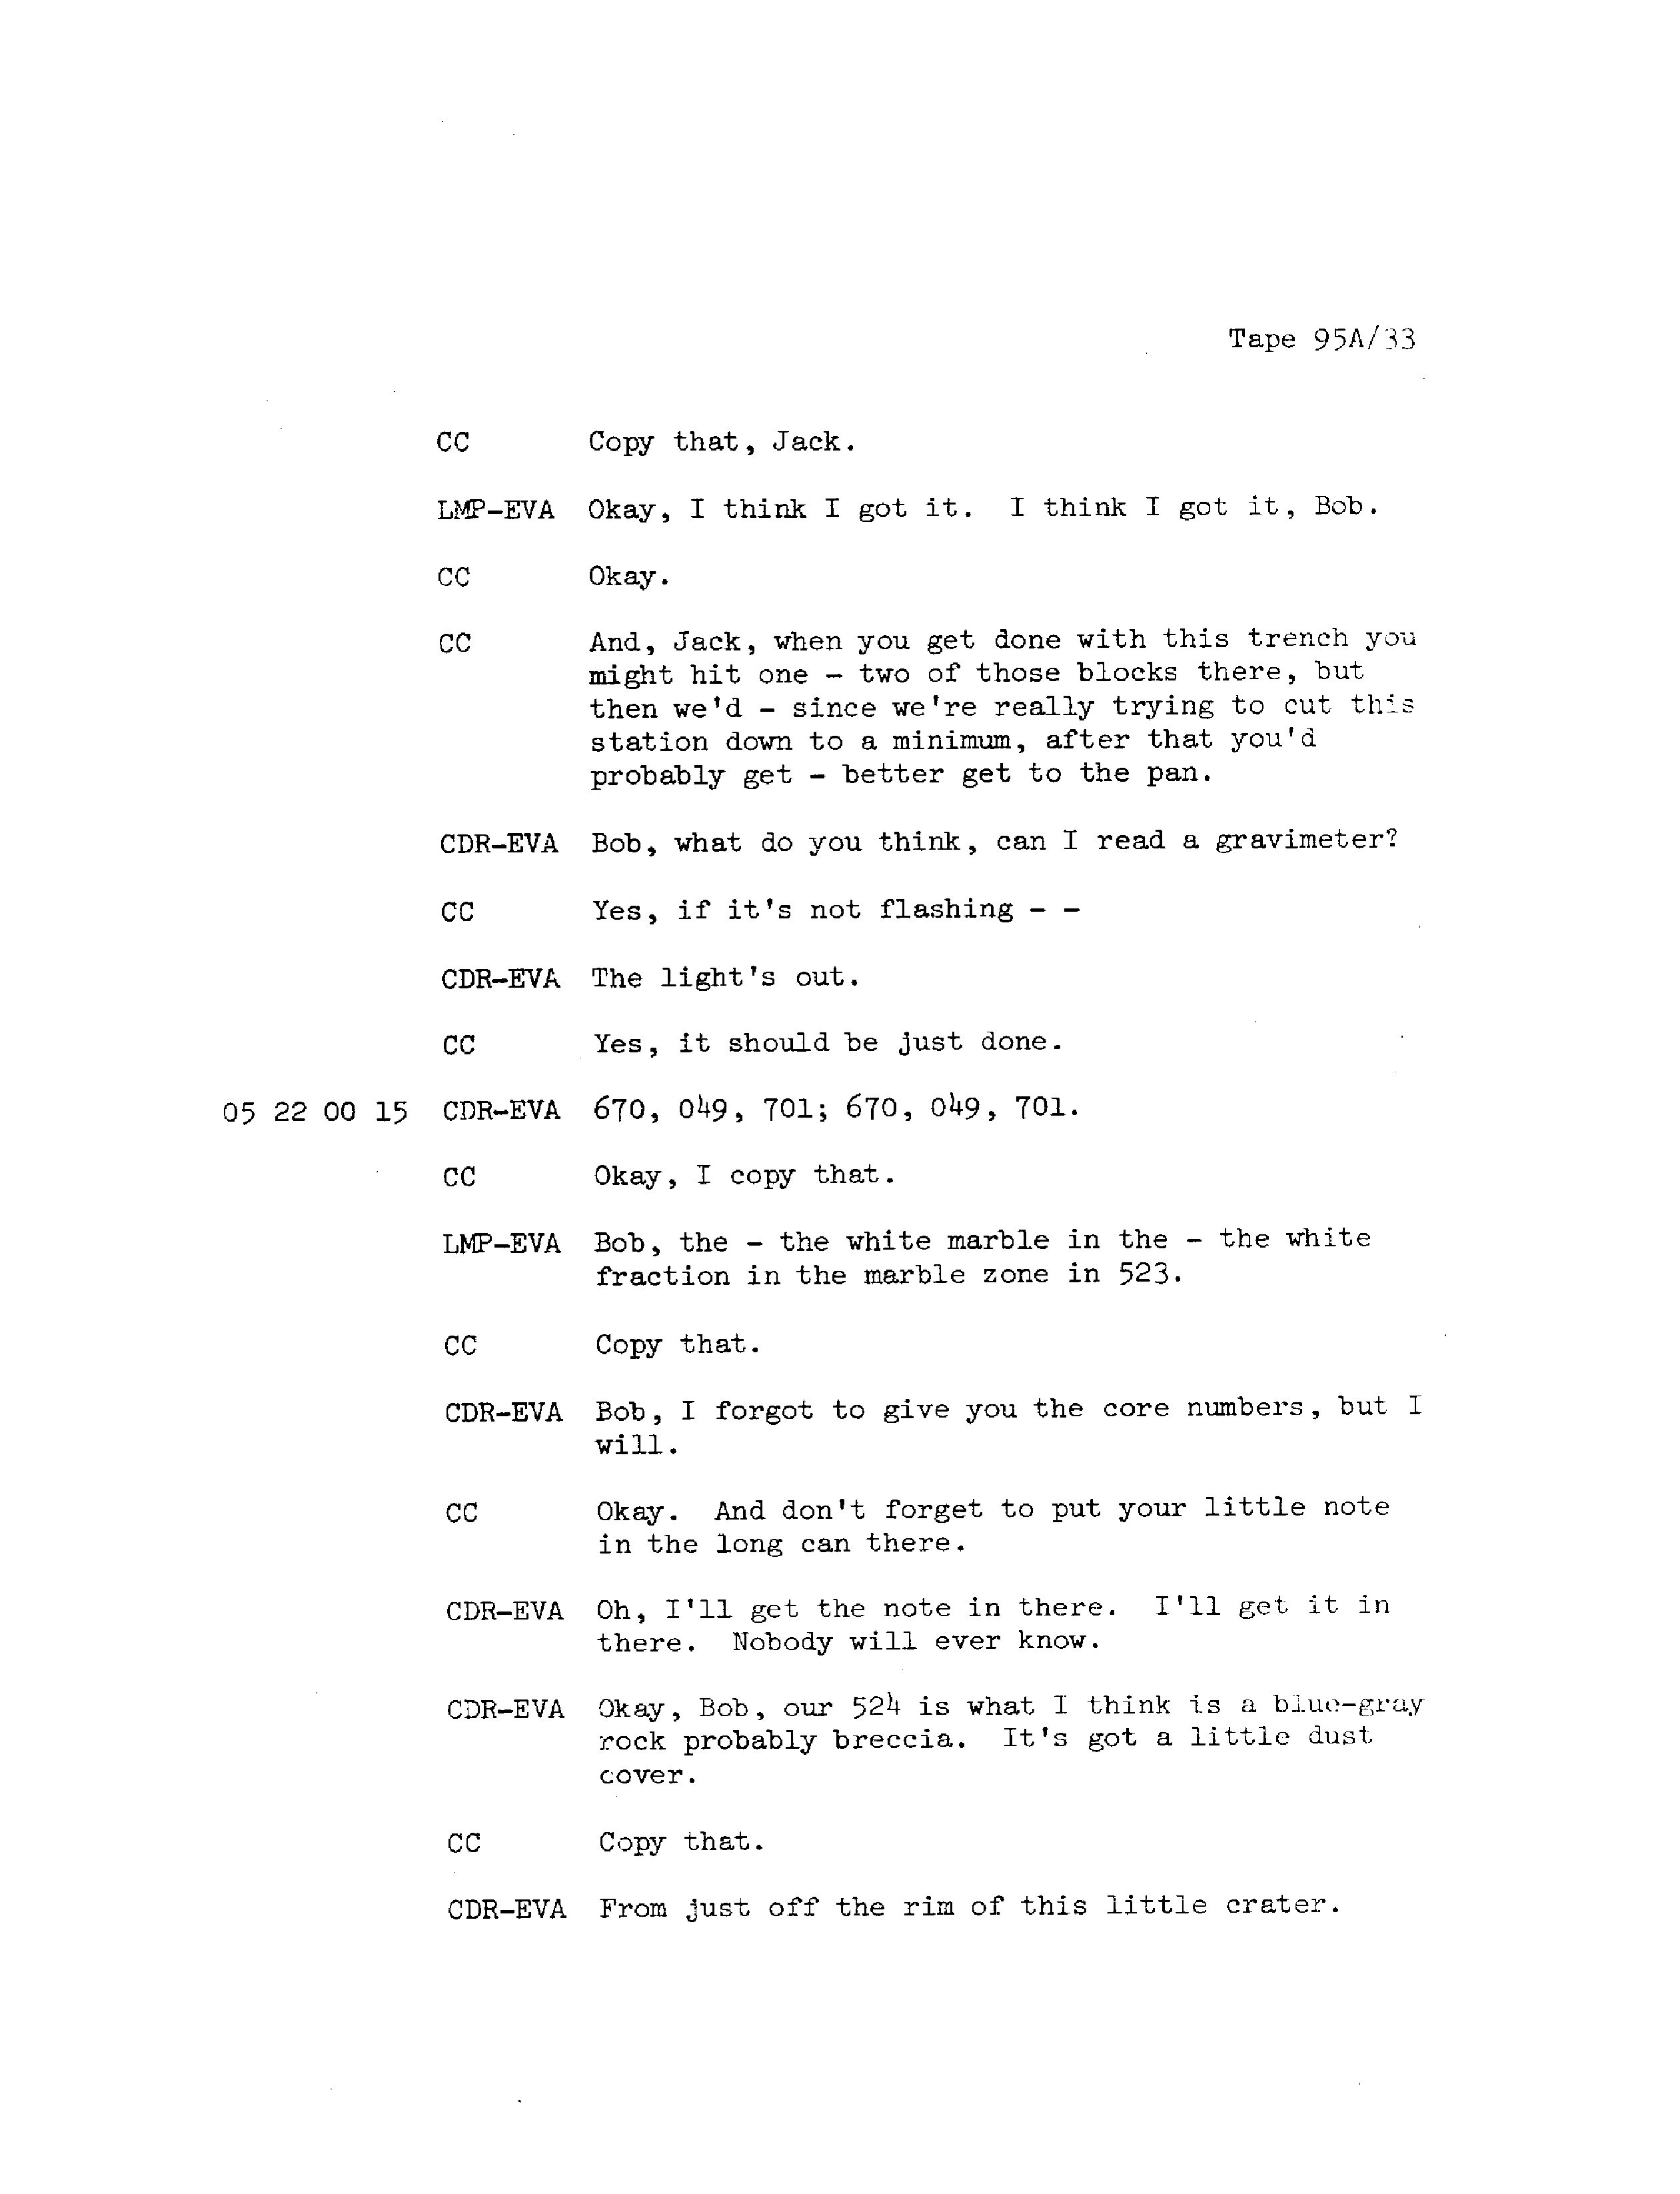 Tape 95A/33
CC Copy that, Jack.
LMP-EVA Okay, I think I got it. I think I got it, Bob.
CC Okay.
CC And, Jack, when you get done with this trench you
might hit one - two of those blocks there, but
then we'd - since we're really trying to cut this
station down to a minimum, after that you'd
probably get - better get to the pan.
CDR-EVA Bob, what do you think, can I read a gravimeter?
CC Yes, if it's not flashing - -
CDR-EVA The light's out.
CC Yes, it should be just done.
05 22 00 15 CDR-EVA 670, 049, 701; 670, 049, 701.
CC Okay, I copy that.
LMP-EVA Bob, the - the white marble in the - the white
fraction in the marble zone in 523.
CC Copy that.
CDR-EVA Bob, I forgot to give you the core numbers, but I
will.
CC Okay. And don't forget to put your little note
in the long can there.
CDR-EVA Oh, I'll get the note in there. I'll get it in
there. Nobody will ever know.
CDR-EVA Okay, Bob, our 524 is what I think is a blue-gray
rock probably breccia. It's got a little dust
cover.
CC Copy that.
CDR-EVA From just off the rim of this little crater.